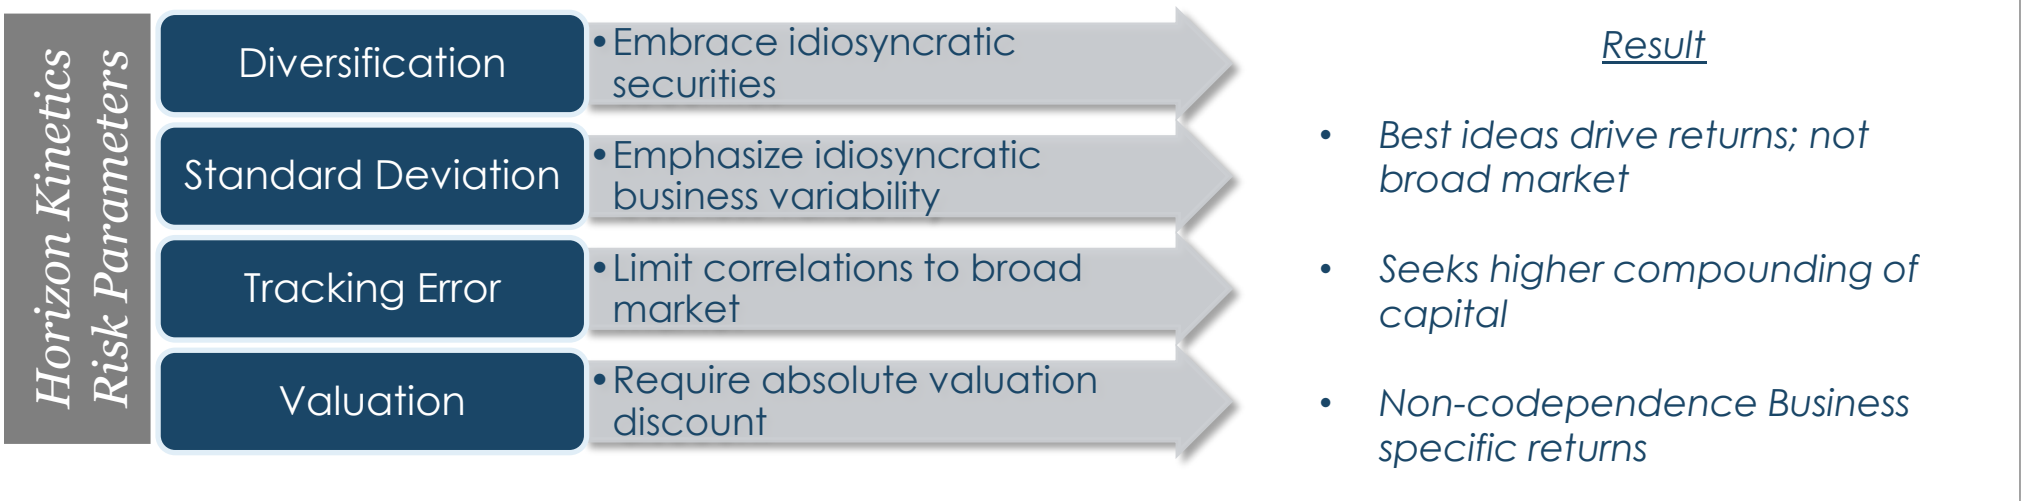 Horizon Kinetics
Risk Parameters
Diversification
•Embrace idiosyncratic
securities
Standard Deviation
•Emphasize idiosyncratic
business variability
Tracking Error
•Limit correlations to broad
market
Valuation
•Require absolute valuation
discount
Result
• Best ideas drive returns; not
broad market
• Seeks higher compounding of
capital
• Non-codependence Business
specific returns